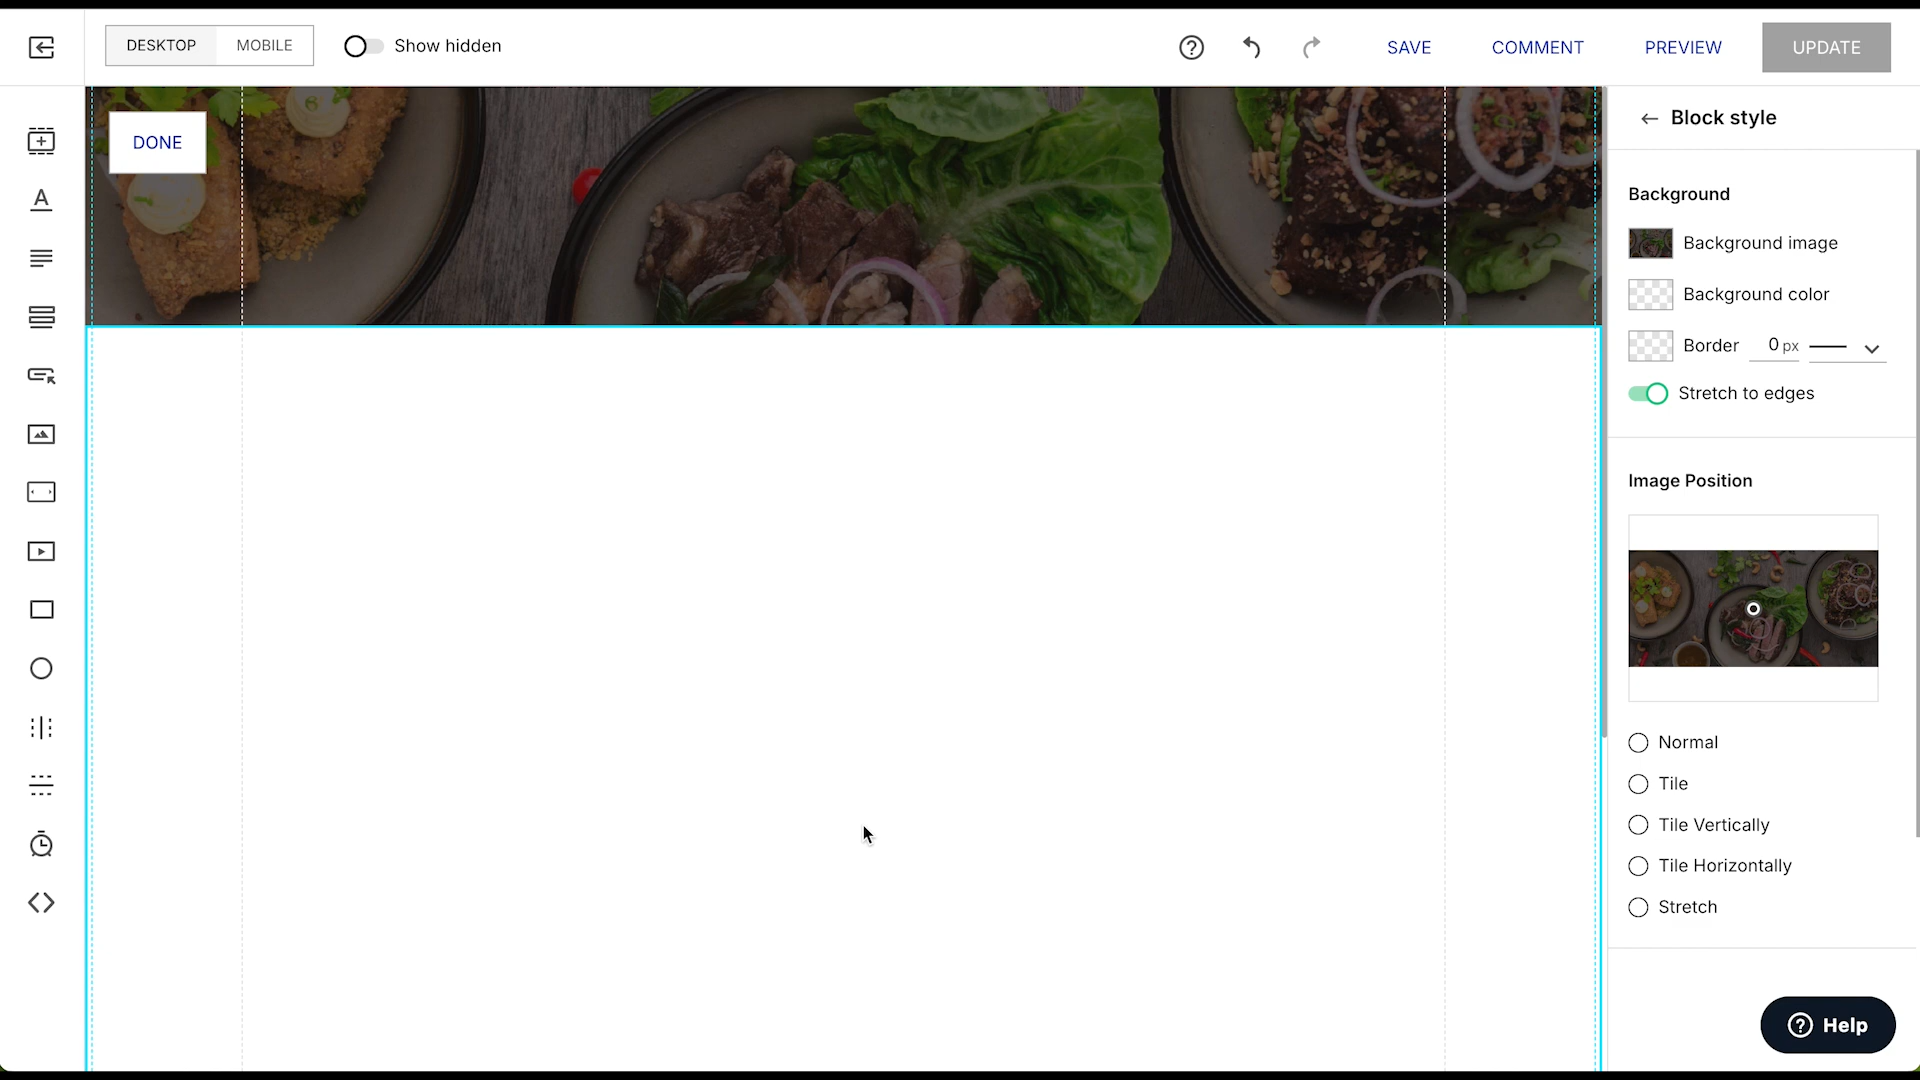 DESKTOP MOBILE Show hidden SAVE COMMENT PREVIEW UPDATE
DONE
Block style
Background
Background image
Background color
Border 0 px
Stretch to edges
Image Position
Normal
Tile
Tile Vertically
Tile Horizontally
Stretch
Help